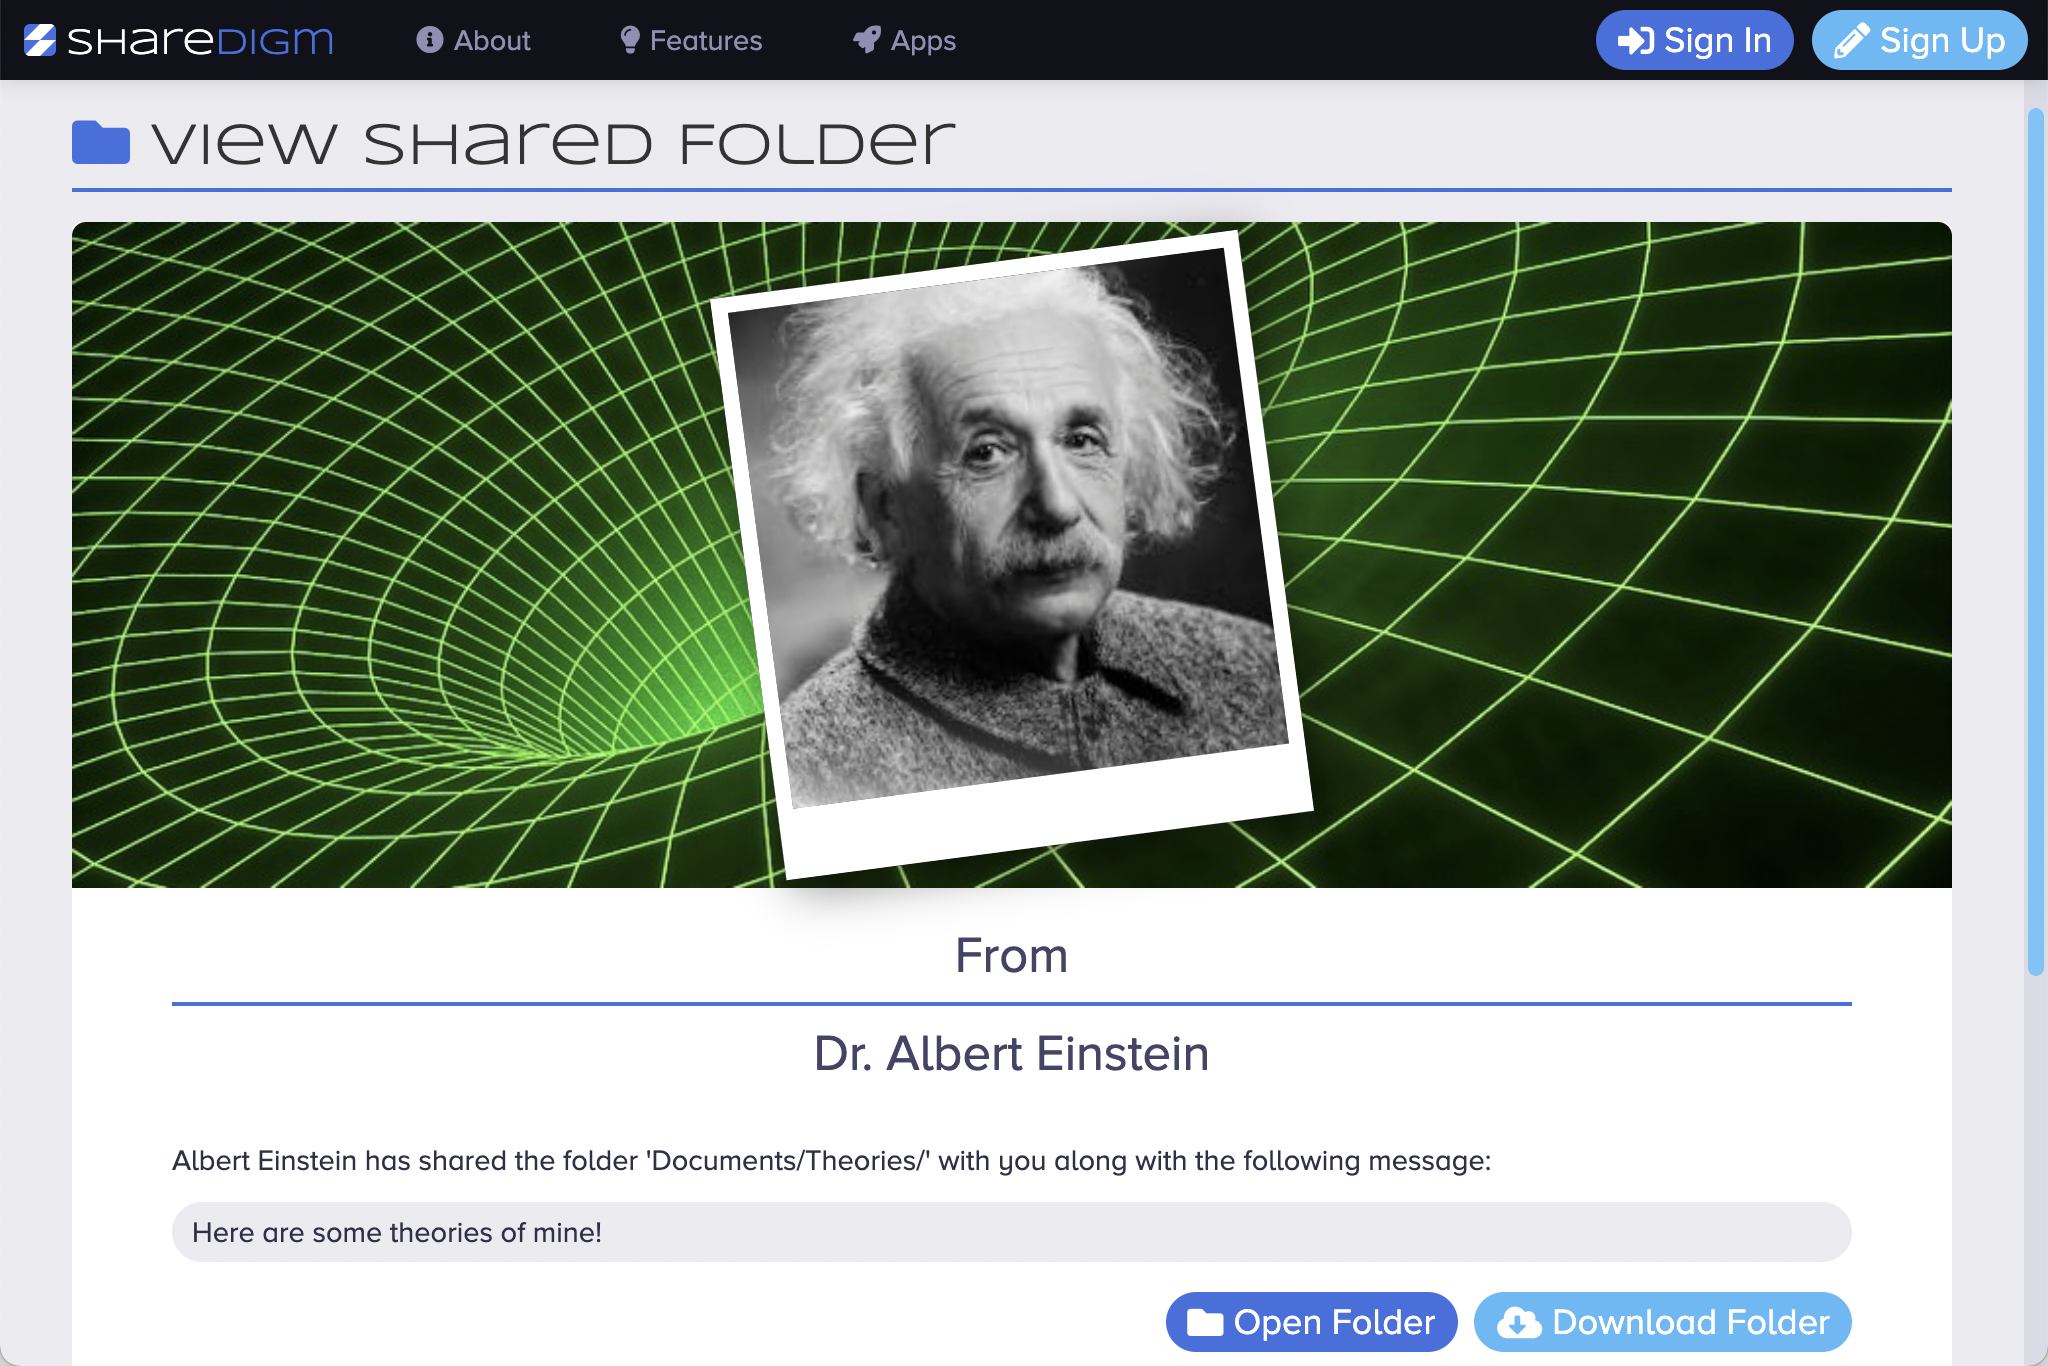 SHareDIGM
About
Features
Apps
Sign In
Sign Up
View Shared Folder
From
Dr. Albert Einstein
Albert Einstein has shared the folder 'Documents/Theories/' with you along with the following message:
Here are some theories of mine!
Open Folder
Download Folder